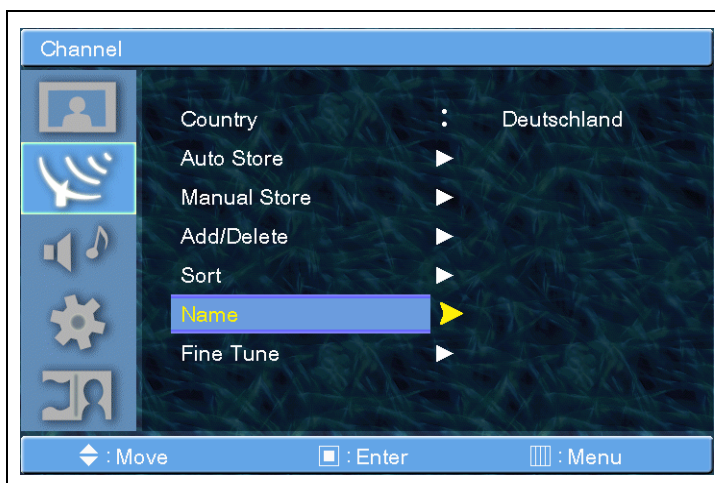 Channel
Country : Deutschland
Auto Store
Manual Store
Add/Delete
Sort
Name
Fine Tune
: Move : Enter : Menu